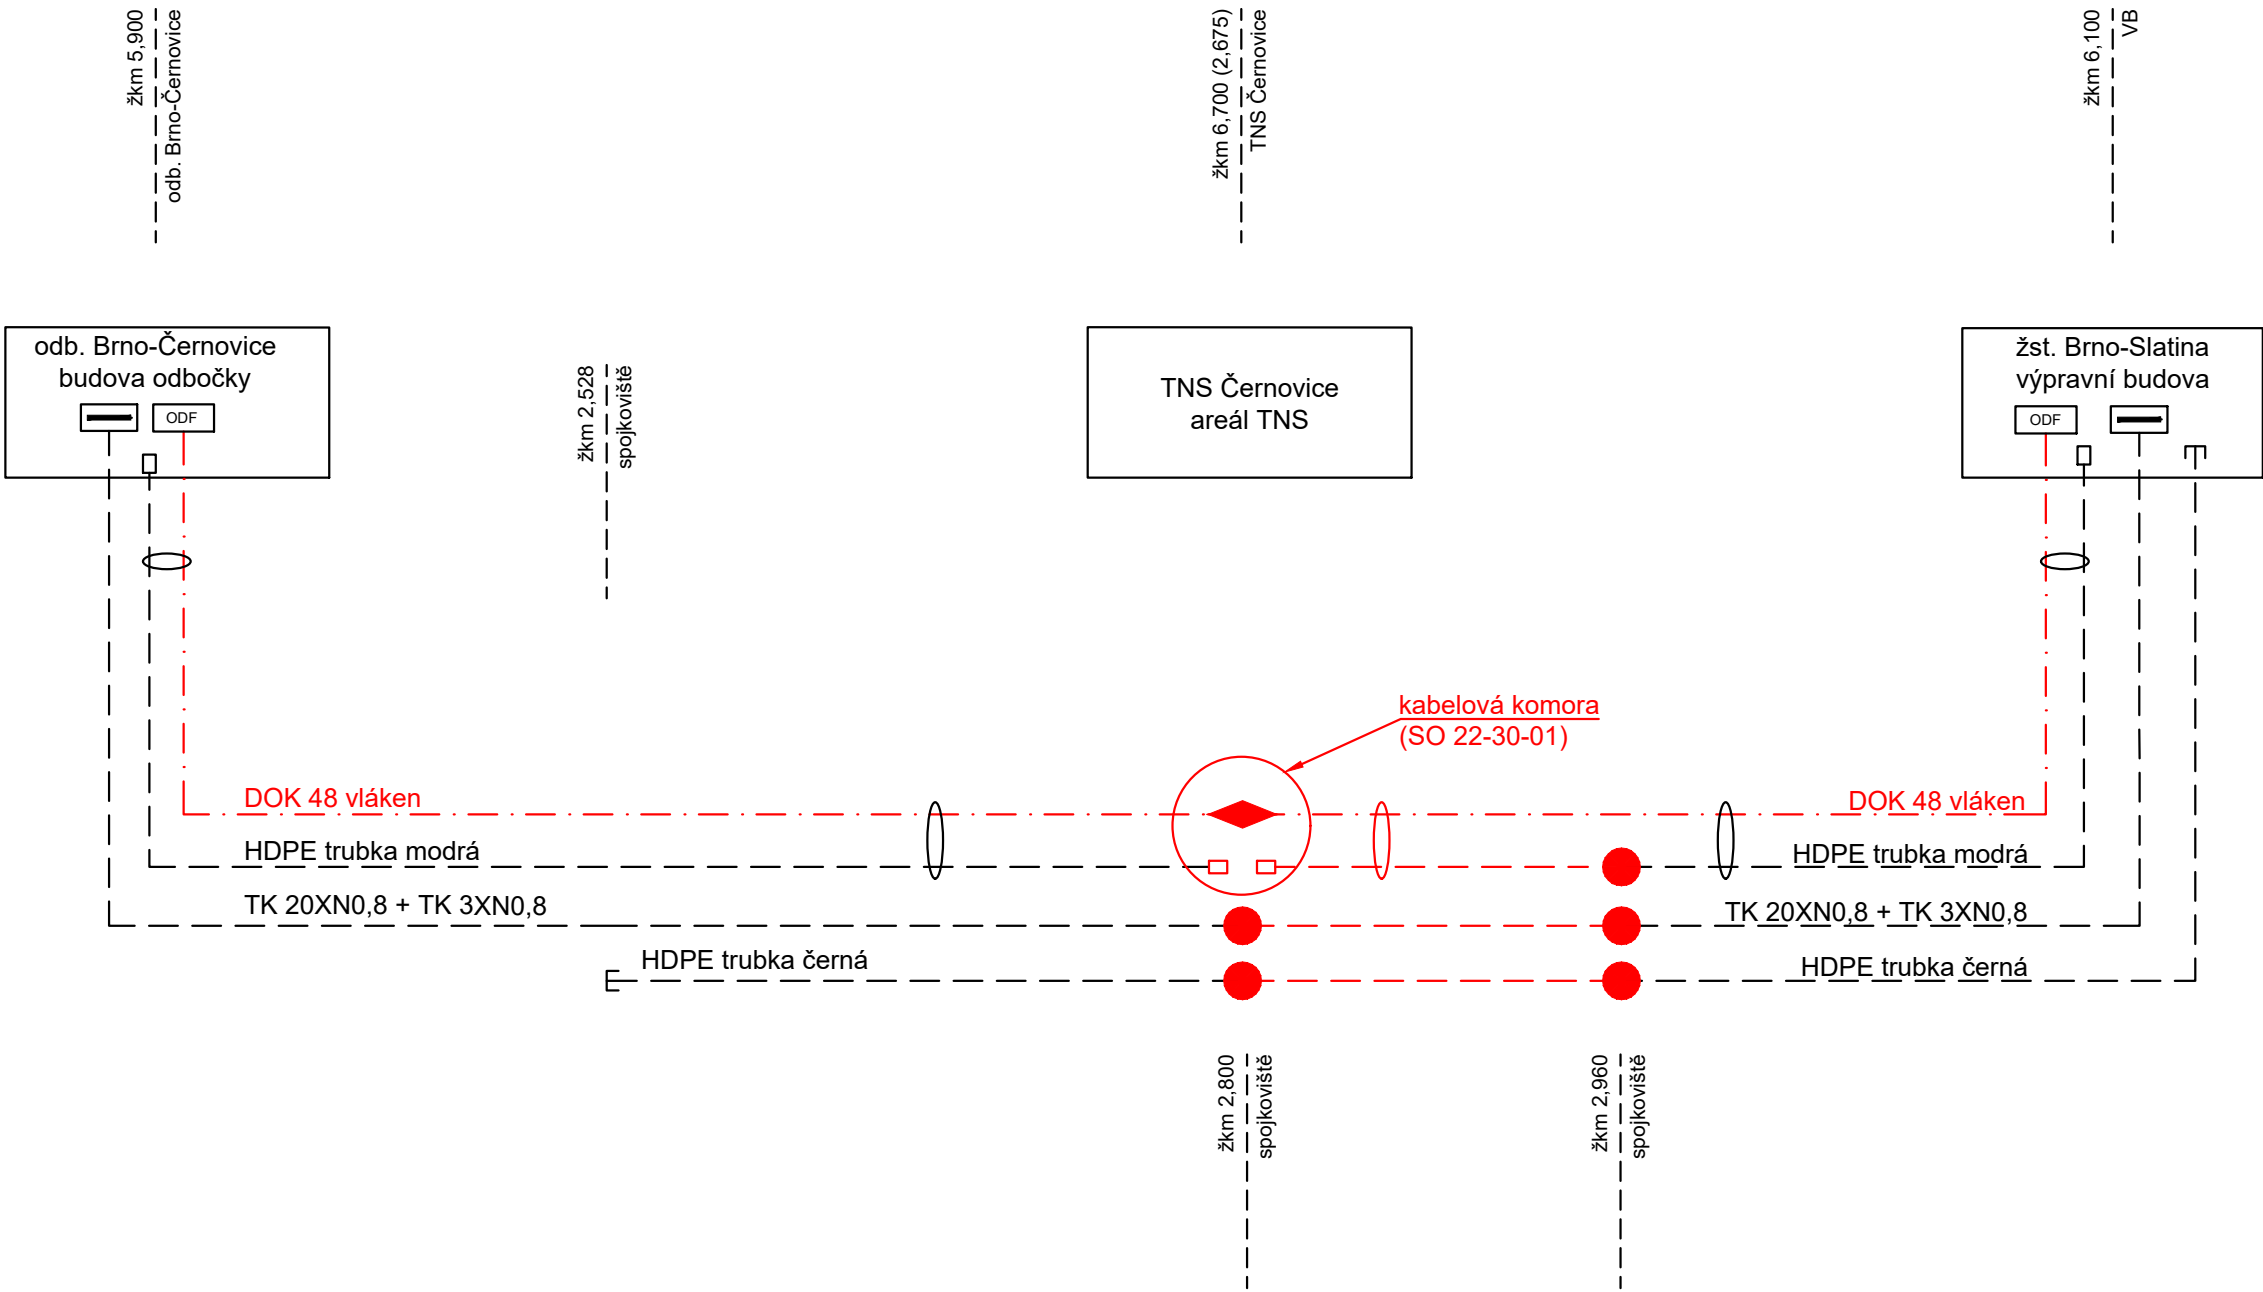 žkm 5,900
odb. Brno-Černovice
žkm 6,700 (2,675)
TNS Černovice
žkm 6,100
VB
odb. Brno-Černovice
budova odbočky
ODF
žkm 2,528
spojkoviště
TNS Černovice
areál TNS
žst. Brno-Slatina
výpravní budova
ODF
kabelová komora
(SO 22-30-01)
DOK 48 vláken
DOK 48 vláken
HDPE trubka modrá
HDPE trubka modrá
TK 20XN0,8 + TK 3XN0,8
TK 20XN0,8 + TK 3XN0,8
HDPE trubka černá
HDPE trubka černá
žkm 2,800
spojkoviště
žkm 2,960
spojkoviště